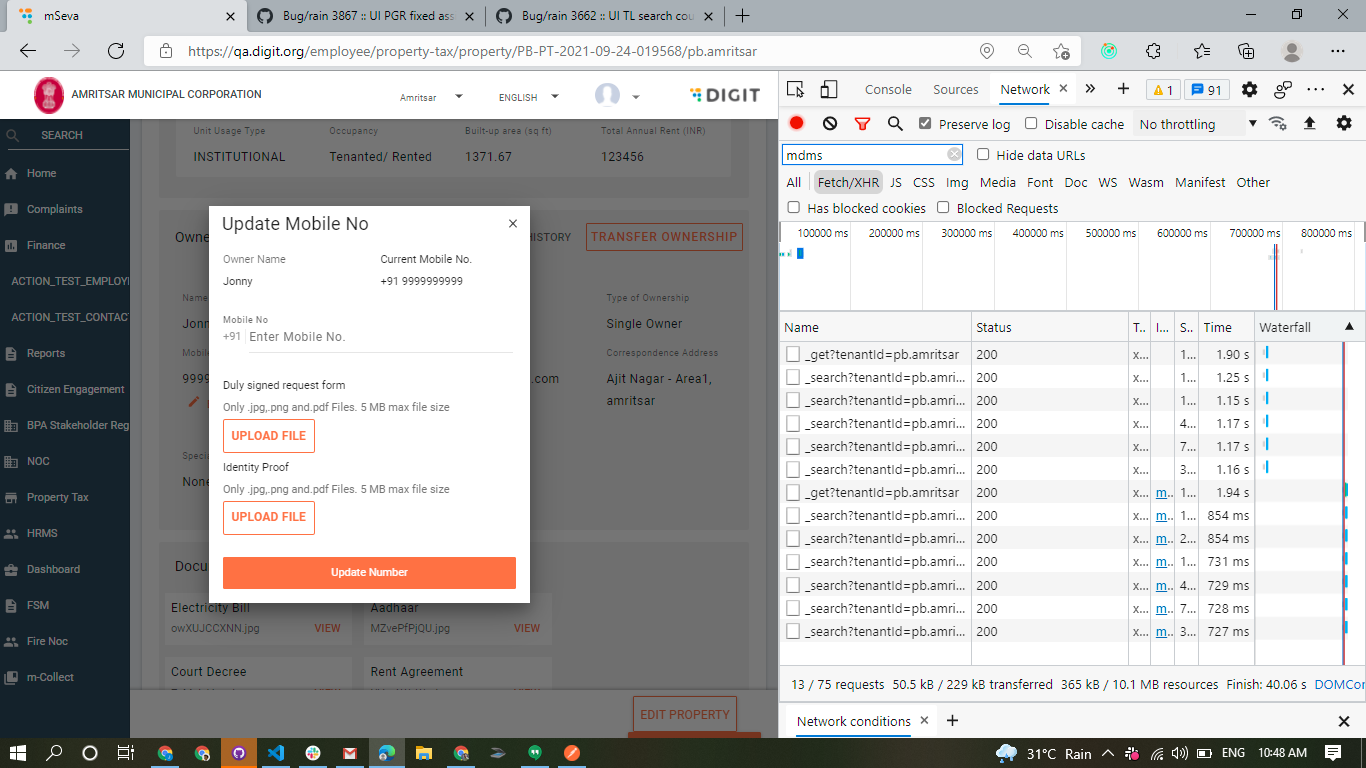 mSeva
Bug/rain 3867 :: UI PGR fixed ass
Bug/rain 3662 :: UI TL search cou
https://qa.digit.org/employee/property-tax/property/PB-PT-2021-09-24-019568/pb.amritsar
AMRITSAR MUNICIPAL CORPORATION
Amritsar
ENGLISH
DIGIT
SEARCH
Home
Complaints
Finance
ACTION_TEST_EMPLOYE
ACTION_TEST_CONTACT
Reports
Citizen Engagement
BPA Stakeholder Reg
NOC
Property Tax
HRMS
Dashboard
FSM
Fire Noc
m-Collect
Unit Usage Type Occupancy Built-up area (sq ft) Total Annual Rent (INR)
INSTITUTIONAL Tenanted/ Rented 1371.67 123456
Owne
HISTORY
TRANSFER OWNERSHIP
Name
Jonn
Type of Ownership
Single Owner
Mobile
9999
.com
Correspondence Address
Ajit Nagar - Area1,
amritsar
Specia
None
Update Mobile No
Owner Name Current Mobile No.
Jonny +91 9999999999
Mobile No
+91 Enter Mobile No.
Duly signed request form
Only .jpg,.png and.pdf Files. 5 MB max file size
UPLOAD FILE
Identity Proof
Only .jpg,.png and.pdf Files. 5 MB max file size
UPLOAD FILE
Update Number
Docu
Electricity Bill Aadhaar
owXUJCCXNN.jpg VIEW MZvePfPjQU.jpg VIEW
Court Decree Rent Agreement
EDIT PROPERTY
Console Sources Network 1 91
Preserve log Disable cache No throttling
mdms Hide data URLs
All Fetch/XHR JS CSS Img Media Font Doc WS Wasm Manifest Other
Has blocked cookies Blocked Requests
100000 ms 200000 ms 300000 ms 400000 ms 500000 ms 600000 ms 700000 ms 800000 ms
Name Status T.. I... S.. Time Waterfall
_get?tenantId=pb.amritsar 200 x... 1... 1.90 s
_search?tenantId=pb.amri... 200 x... 1... 1.25 s
_search?tenantId=pb.amri... 200 x... 1... 1.15 s
_search?tenantId=pb.amri... 200 x... 4... 1.17 s
_search?tenantId=pb.amri... 200 x... 7... 1.17 s
_search?tenantId=pb.amri... 200 x... 3... 1.16 s
_get?tenantId=pb.amritsar 200 x... m.. 1... 1.94 s
_search?tenantId=pb.amri... 200 x... m.. 1... 854 ms
_search?tenantId=pb.amri... 200 x... m.. 2... 854 ms
_search?tenantId=pb.amri... 200 x... m.. 1... 731 ms
_search?tenantId=pb.amri... 200 x... m.. 4... 729 ms
_search?tenantId=pb.amri... 200 x... m.. 7... 728 ms
_search?tenantId=pb.amri... 200 x... m.. 3... 727 ms
13 / 75 requests 50.5 kB / 229 kB transferred 365 kB / 10.1 MB resources Finish: 40.06 s DOMCor
Network conditions
31°C Rain ENG 10:48 AM